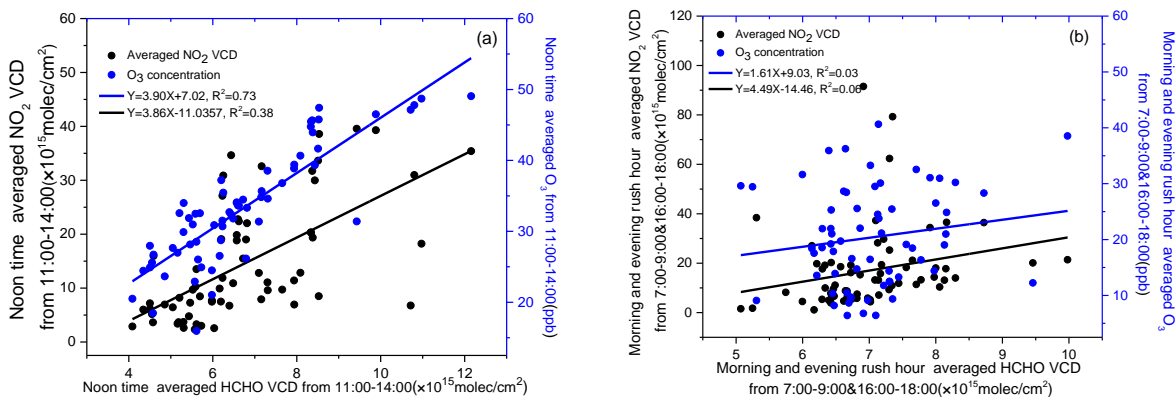 (a)
Averaged NO2 VCD
O3 concentration
Y=3.90X+7.02, R2=0.73
Y=3.86X-11.0357, R2=0.38
Noon time averaged NO2 VCD
from 11:00-14:00(×10^15molec/cm2)
60
50
40
30
20
10
0
4
5
6
7
8
9
10
11
12
Noon time averaged HCHO VCD from 11:00-14:00(×10^15molec/cm2)
60
50
40
30
20
Noon time averaged O3 from 11:00-14:00(ppb)
(b)
Averaged NO2 VCD
O3 concentration
Y=1.61X+9.03, R2=0.03
Y=4.49X-14.46, R2=0.06
Morning and evening rush hour averaged NO2 VCD
from 7:00-9:00&16:00-18:00(×10^15molec/cm2)
120
100
80
60
40
20
0
5
6
7
8
9
10
Morning and evening rush hour averaged HCHO VCD
from 7:00-9:00&16:00-18:00(×10^15molec/cm2)
60
50
40
30
20
10
Morning and evening rush hour averaged O3
from 7:00-9:00&16:00-18:00(ppb)